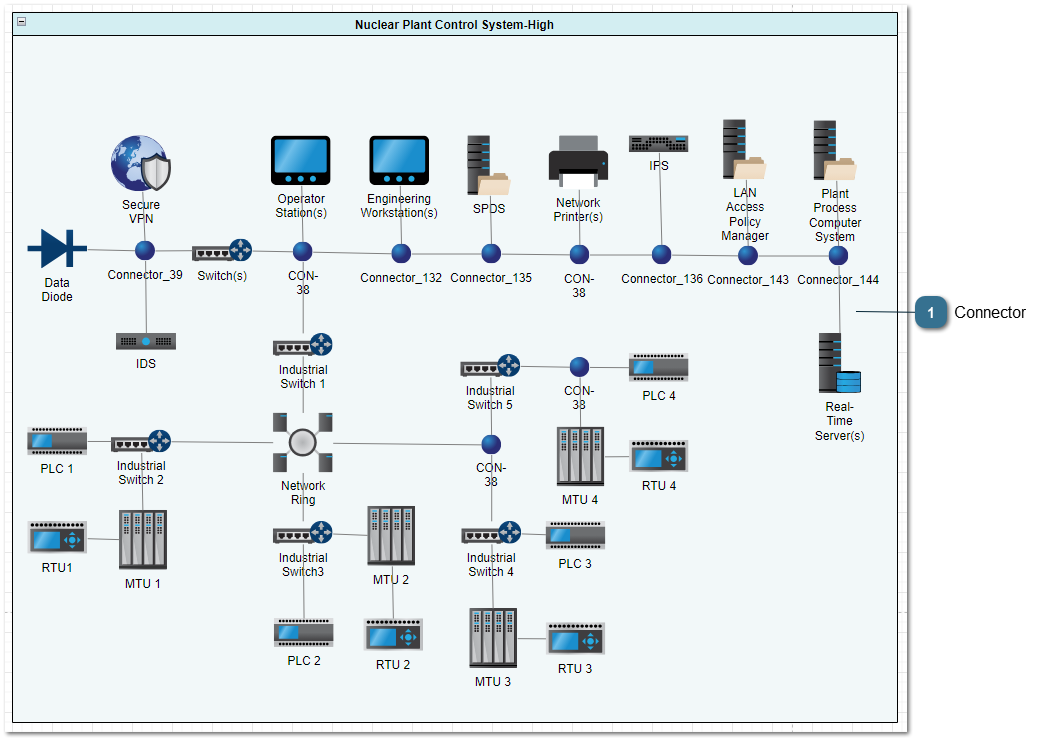 Nuclear Plant Control System-High
Secure
VPN
Operator
Station(s)
Engineering
Workstation(s)
SPDS
Network
Printer(s)
IPS
LAN
Access
Policy
Manager
Plant
Process
Computer
System
Data
Diode
Connector_39
Switch(s)
CON-
38
Connector_132
Connector_135
CON-
38
Connector_136
Connector_143
Connector_144
1
Connector
IDS
Industrial
Switch 1
Industrial
Switch 5
CON-
38
PLC 4
Real-
Time
Server(s)
PLC 1
Industrial
Switch 2
Network
Ring
CON-
38
MTU 4
RTU 4
RTU1
MTU 1
Industrial
Switch3
MTU 2
Industrial
Switch 4
PLC 3
PLC 2
RTU 2
MTU 3
RTU 3